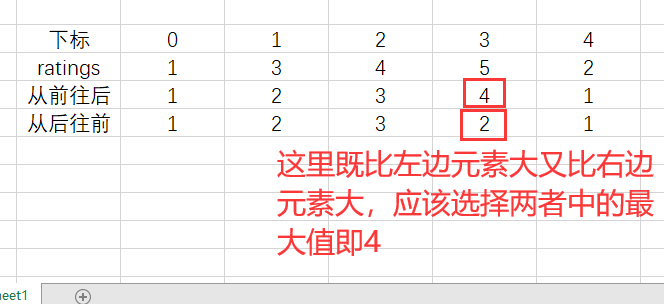 下标 0 1 2 3 4
ratings 1 3 4 5 2
从前往后 1 2 3 4 1
从后往前 1 2 3 2 1
这里既比左边元素大又比右边
元素大，应该选择两者中的最
大值即4
eet1